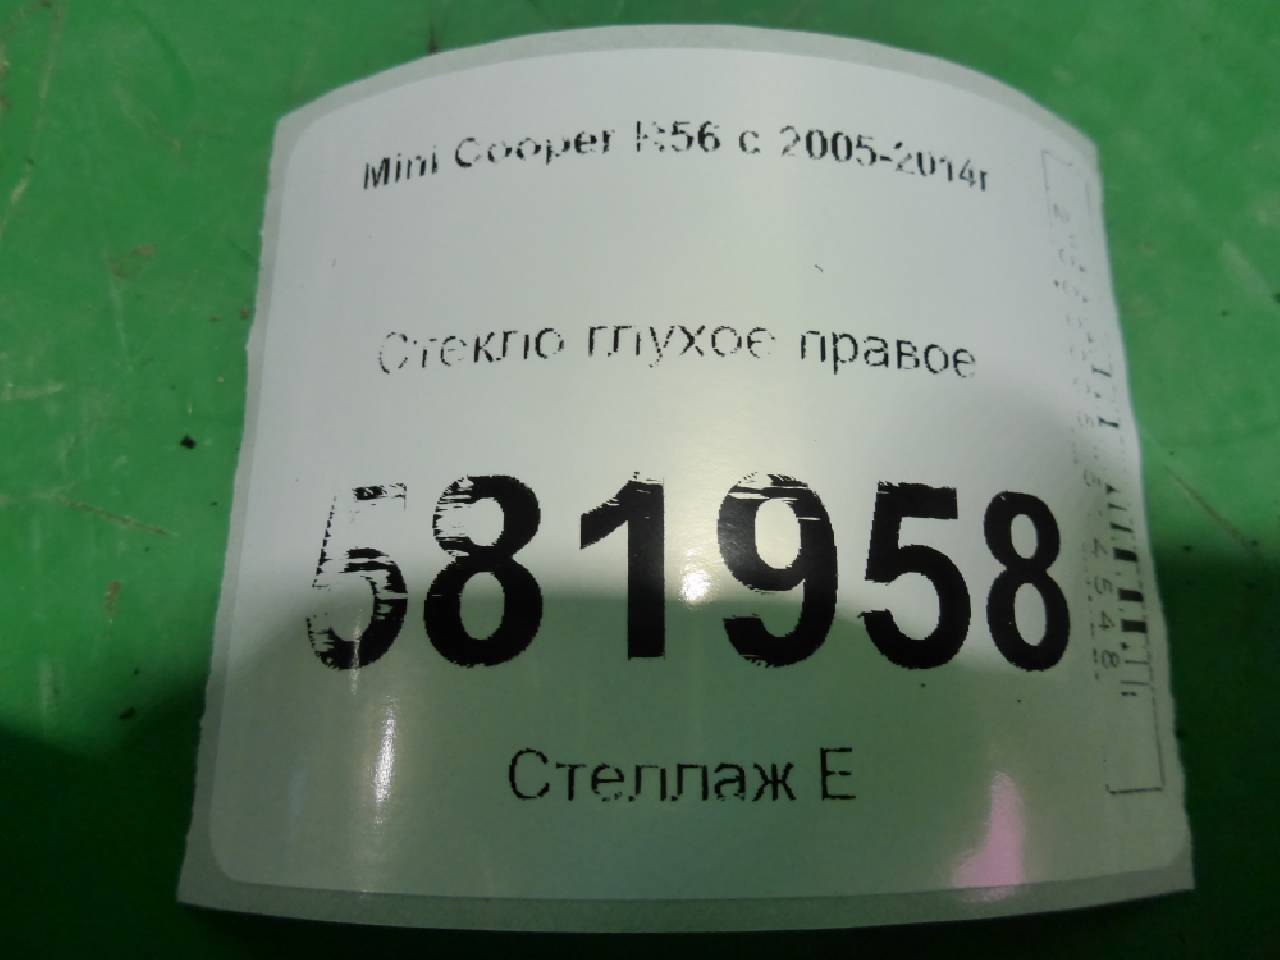 Mini Cooper R56 с 2005-2014г
Стекло глухое правое
581958
Стеллаж Е